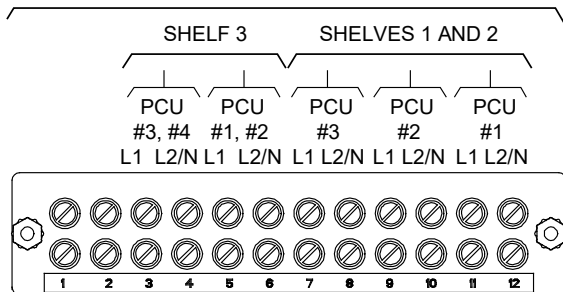 SHELF 3 SHELVES 1 AND 2
PCU PCU PCU PCU PCU
#3, #4 #1, #2 #3 #2 #1
L1 L2/N L1 L2/N L1 L2/N L1 L2/N L1 L2/N
1 2 3 4 5 6 7 8 9 10 11 12